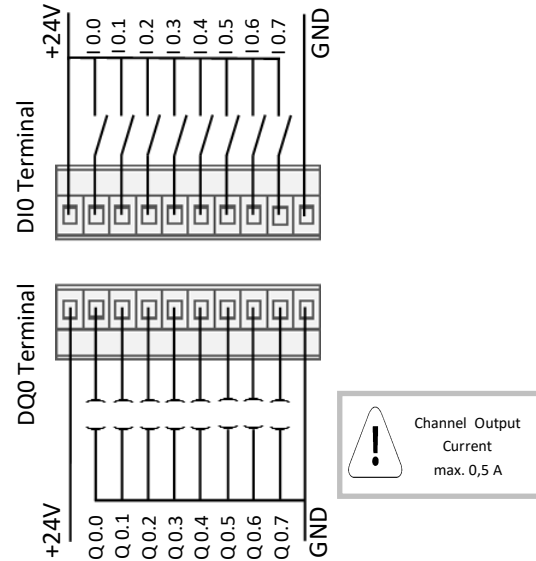 +24V
I 0.0
I 0.1
I 0.2
I 0.3
I 0.4
I 0.5
I 0.6
I 0.7
GND
DI0 Terminal
DQ0 Terminal
!
Channel Output
Current
max. 0,5 A
+24V
Q 0.0
Q 0.1
Q 0.2
Q 0.3
Q 0.4
Q 0.5
Q 0.6
Q 0.7
GND